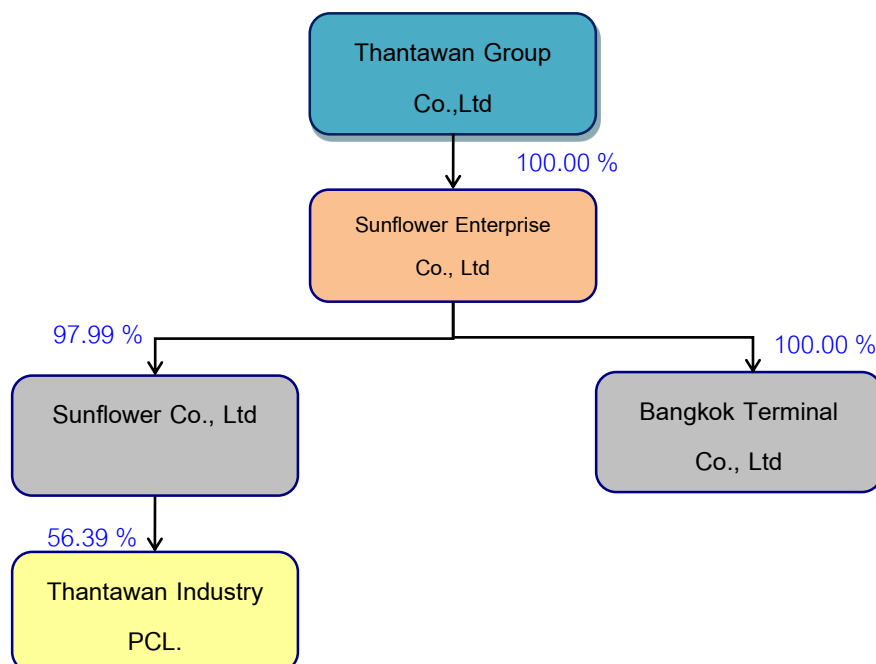 Thantawan Group
Co.,Ltd
100.00 %
Sunflower Enterprise
Co., Ltd
97.99 %
100.00 %
Sunflower Co., Ltd
Bangkok Terminal
Co., Ltd
56.39 %
Thantawan Industry
PCL.